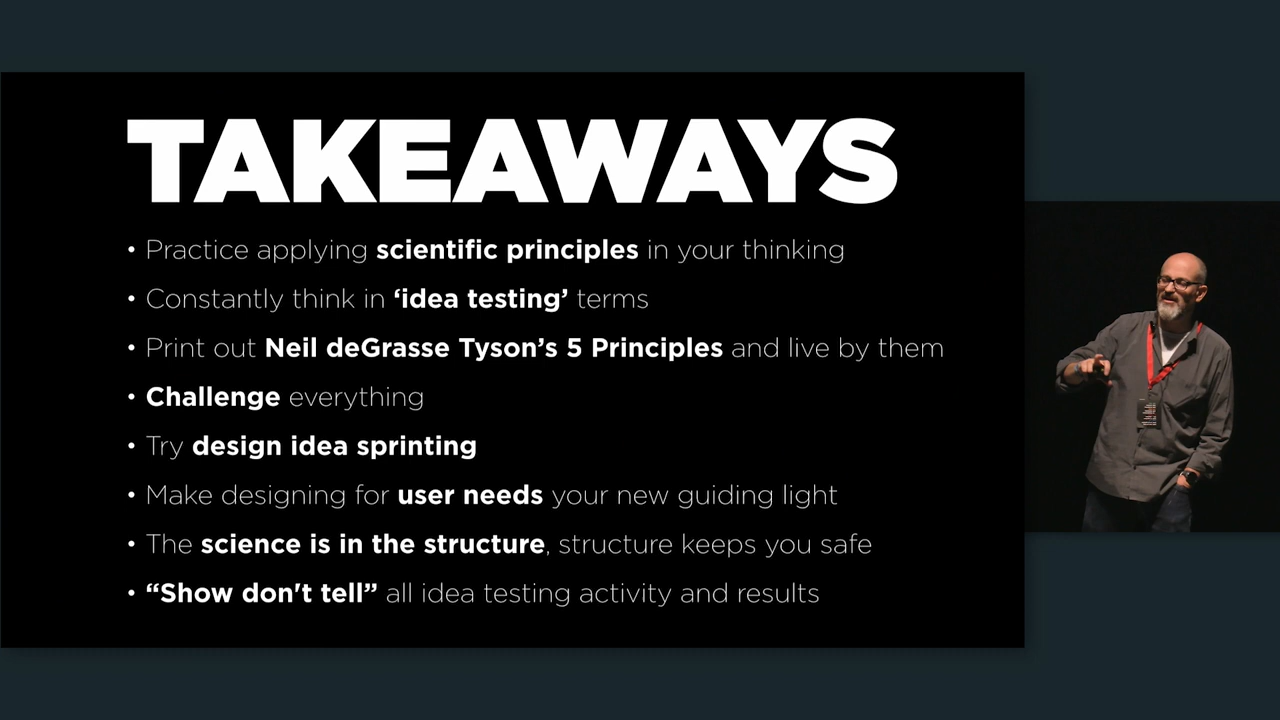 TAKEAWAYS
• Practice applying scientific principles in your thinking
• Constantly think in ‘idea testing’ terms
• Print out Neil deGrasse Tyson’s 5 Principles and live by them
• Challenge everything
• Try design idea sprinting
• Make designing for user needs your new guiding light
• The science is in the structure, structure keeps you safe
• “Show don't tell” all idea testing activity and results